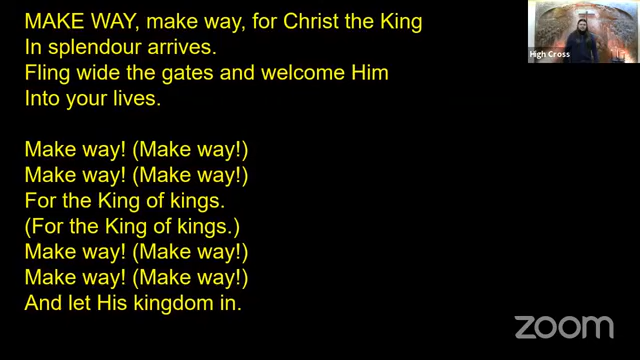 MAKE WAY, make way, for Christ the King
In splendour arrives.
Fling wide the gates and welcome Him
Into your lives.
Make way! (Make way!)
Make way! (Make way!)
For the King of kings.
(For the King of kings.)
Make way! (Make way!)
Make way! (Make way!)
And let His kingdom in.
High Cross
zoom